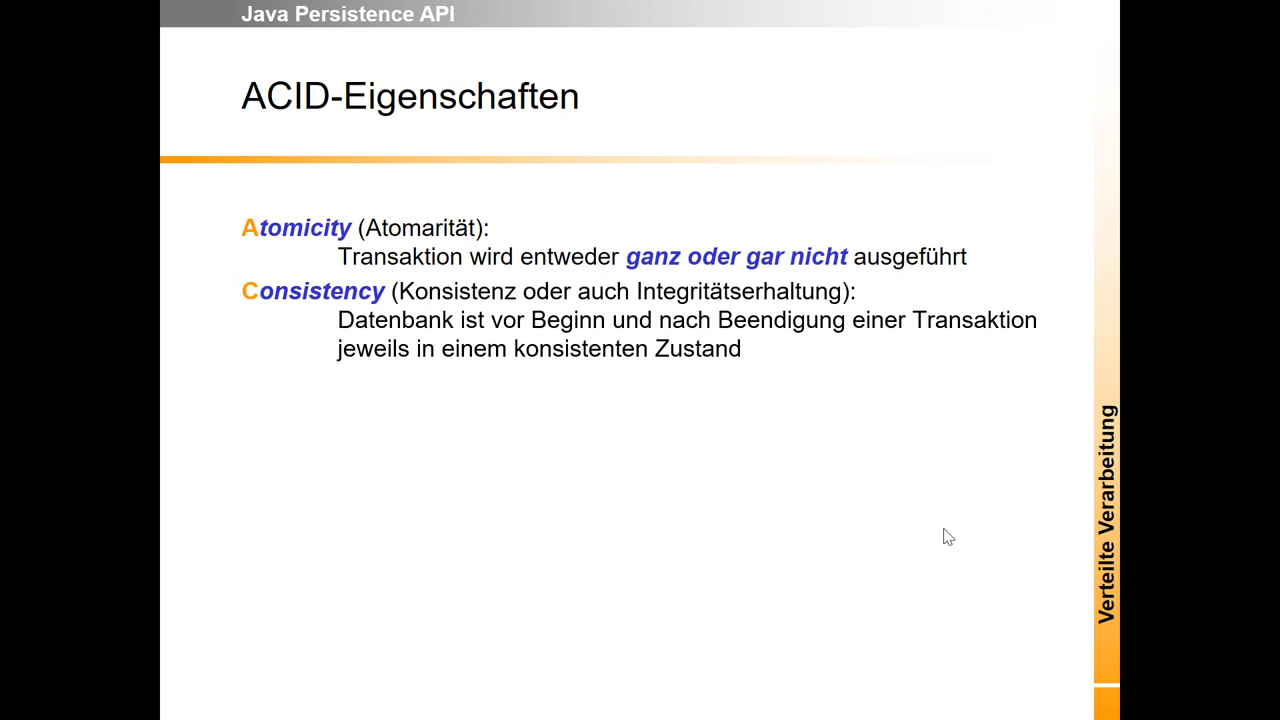 Java Persistence API
ACID-Eigenschaften
Atomicity (Atomarität):
Transaktion wird entweder ganz oder gar nicht ausgeführt
Consistency (Konsistenz oder auch Integritätserhaltung):
Datenbank ist vor Beginn und nach Beendigung einer Transaktion
jeweils in einem konsistenten Zustand
Verteilte Verarbeitung